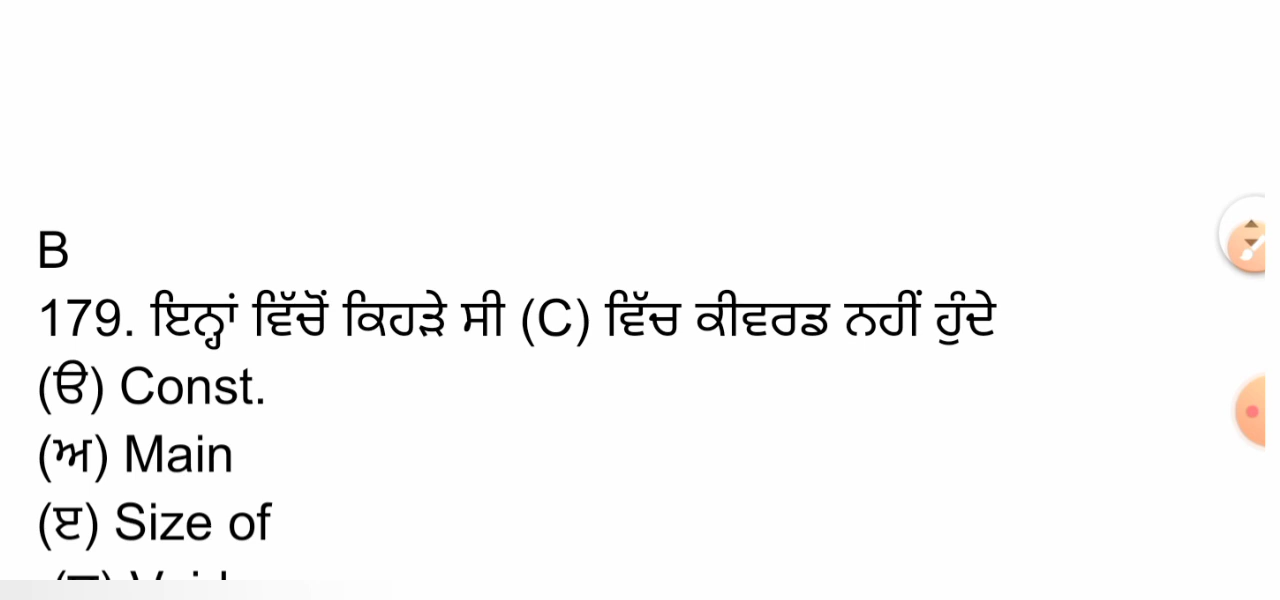 B
179. ਇਨ੍ਹਾਂ ਵਿੱਚੋਂ ਕਿਹੜੇ ਸੀ (C) ਵਿੱਚ ਕੀਵਰਡ ਨਹੀਂ ਹੁੰਦੇ
(ੳ) Const.
(ਅ) Main
(ੲ) Size of